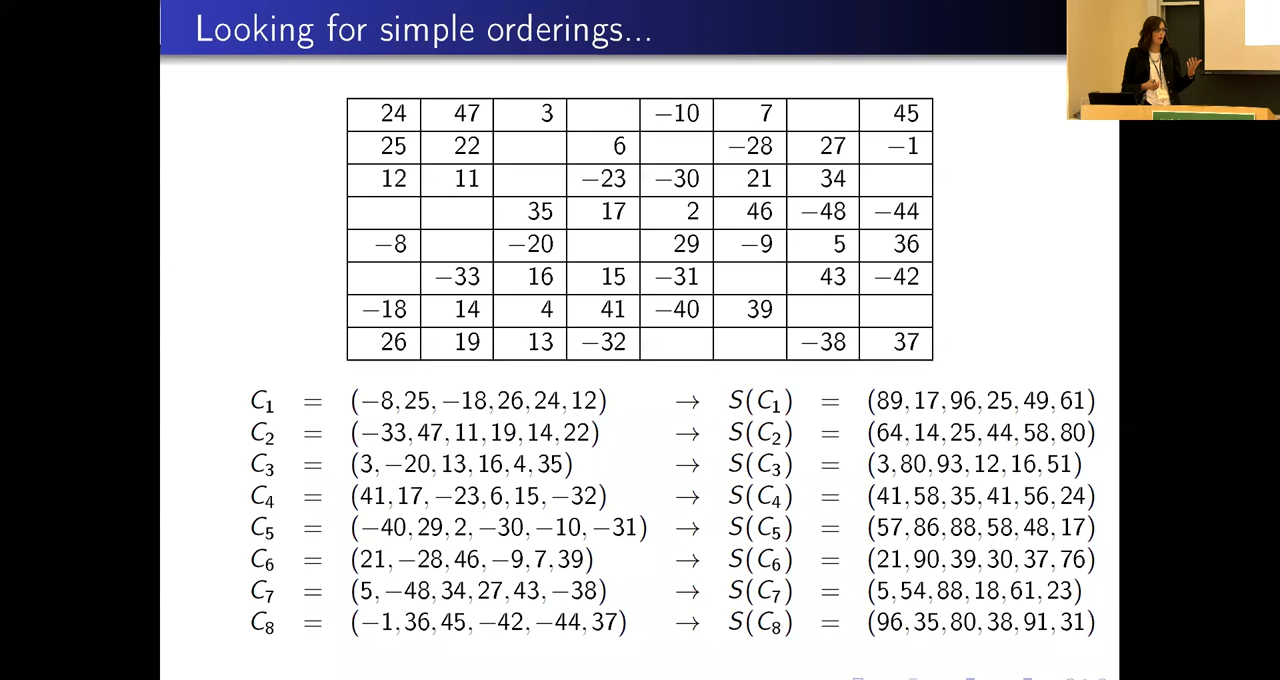 Looking for simple orderings...
24 47 3 −10 7 45
25 22 6 −28 27 −1
12 11 −23 −30 21 34
35 17 2 46 −48 −44
−8 −20 29 −9 5 36
−33 16 15 −31 43 −42
−18 14 4 41 −40 39
26 19 13 −32 −38 37
C₁ = (−8, 25, −18, 26, 24, 12) → S(C₁) = (89, 17, 96, 25, 49, 61)
C₂ = (−33, 47, 11, 19, 14, 22) → S(C₂) = (64, 14, 25, 44, 58, 80)
C₃ = (3, −20, 13, 16, 4, 35) → S(C₃) = (3, 80, 93, 12, 16, 51)
C₄ = (41, 17, −23, 6, 15, −32) → S(C₄) = (41, 58, 35, 41, 56, 24)
C₅ = (−40, 29, 2, −30, −10, −31) → S(C₅) = (57, 86, 88, 58, 48, 17)
C₆ = (21, −28, 46, −9, 7, 39) → S(C₆) = (21, 90, 39, 30, 37, 76)
C₇ = (5, −48, 34, 27, 43, −38) → S(C₇) = (5, 54, 88, 18, 61, 23)
C₈ = (−1, 36, 45, −42, −44, 37) → S(C₈) = (96, 35, 80, 38, 91, 31)